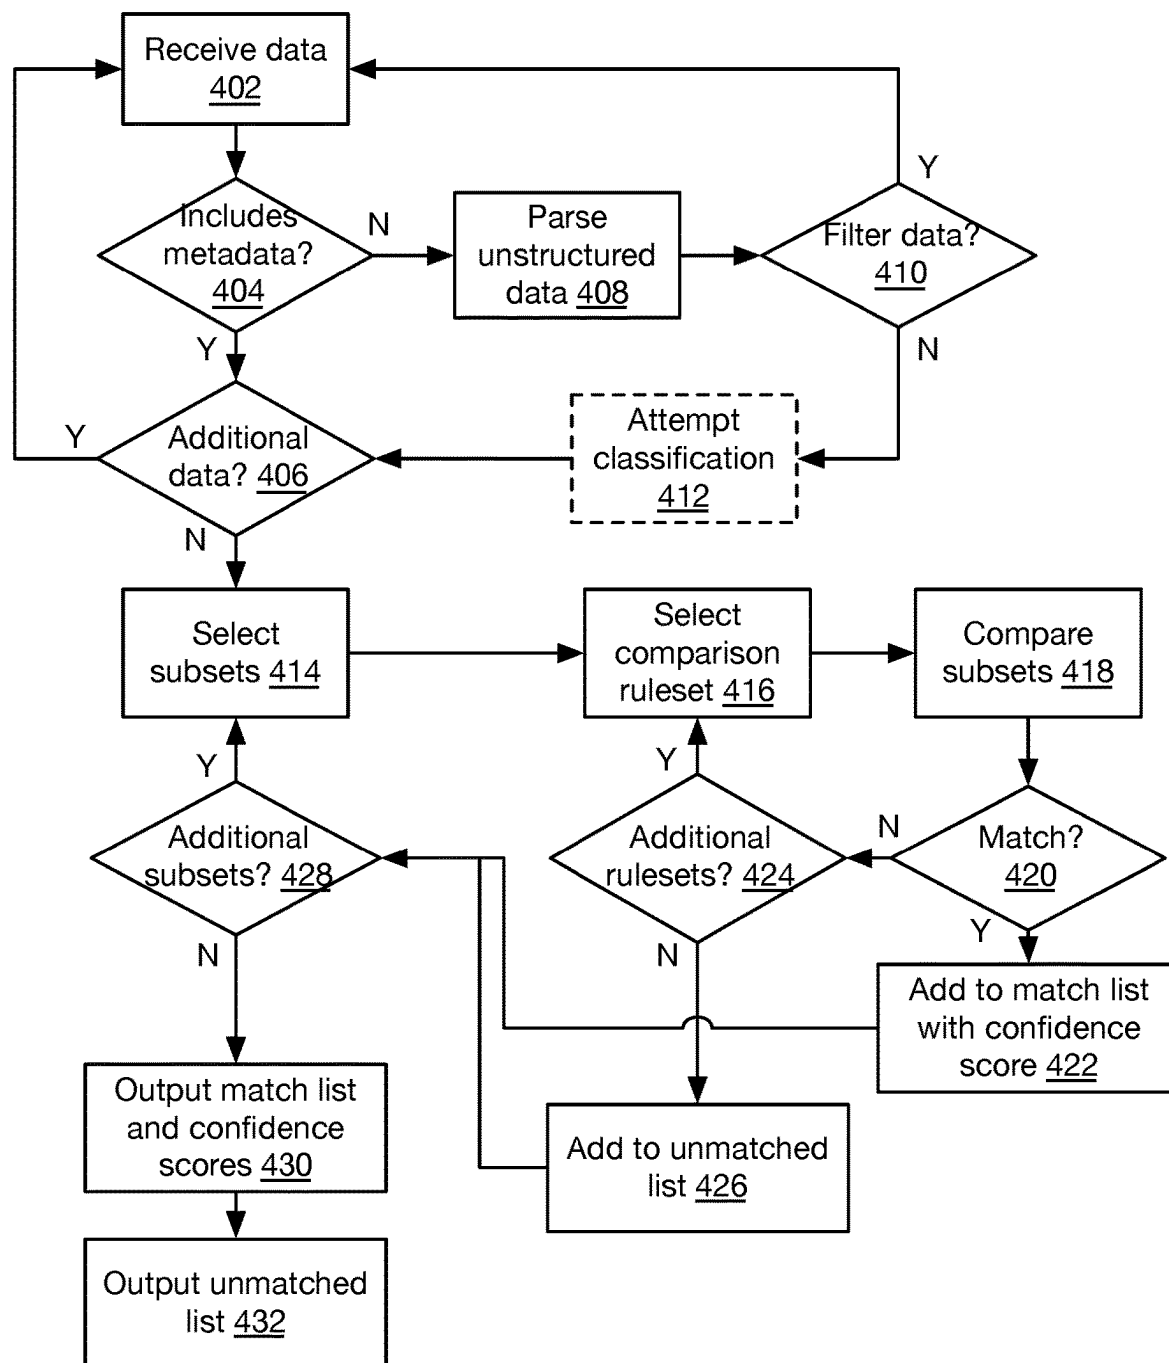 Receive data
402
Y
Includes
metadata?
404
N
Parse
unstructured
data 408
Filter data?
410
Y
N
Additional
data? 406
Y
Attempt
classification
412
N
Select
subsets 414
Select
comparison
ruleset 416
Compare
subsets 418
Y
Y
Additional
subsets? 428
Additional
rulesets? 424
N
Match?
420
N
N
Y
Add to match list
with confidence
score 422
Output match list
and confidence
scores 430
Add to unmatched
list 426
Output unmatched
list 432